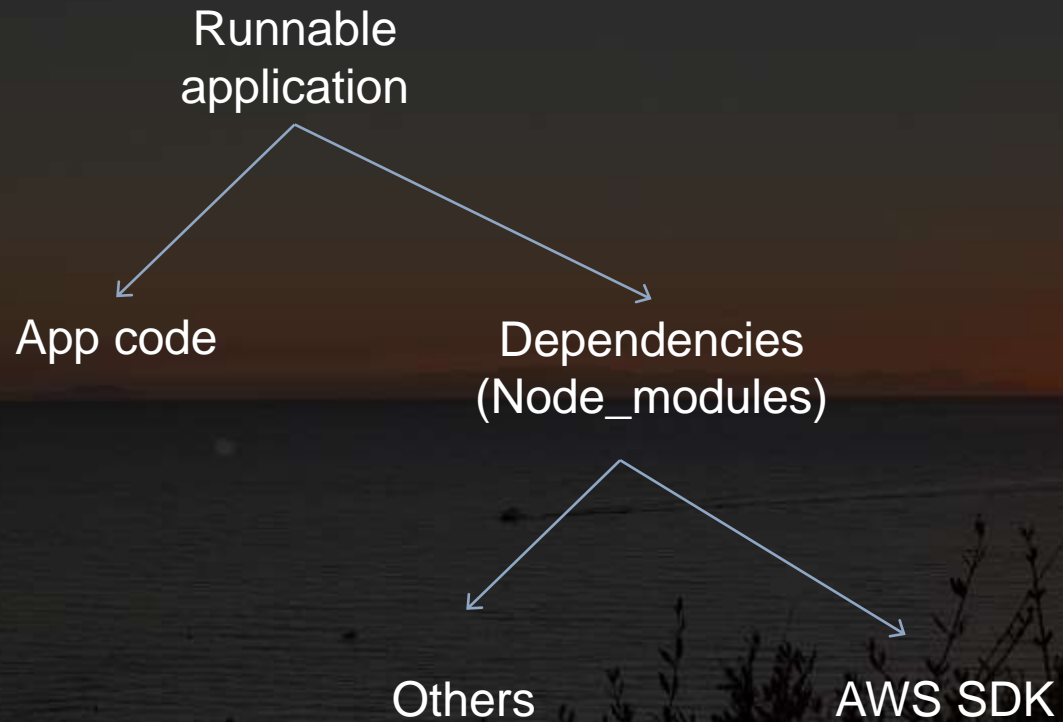 Runnable
application
App code
Dependencies
(Node_modules)
Others
AWS SDK